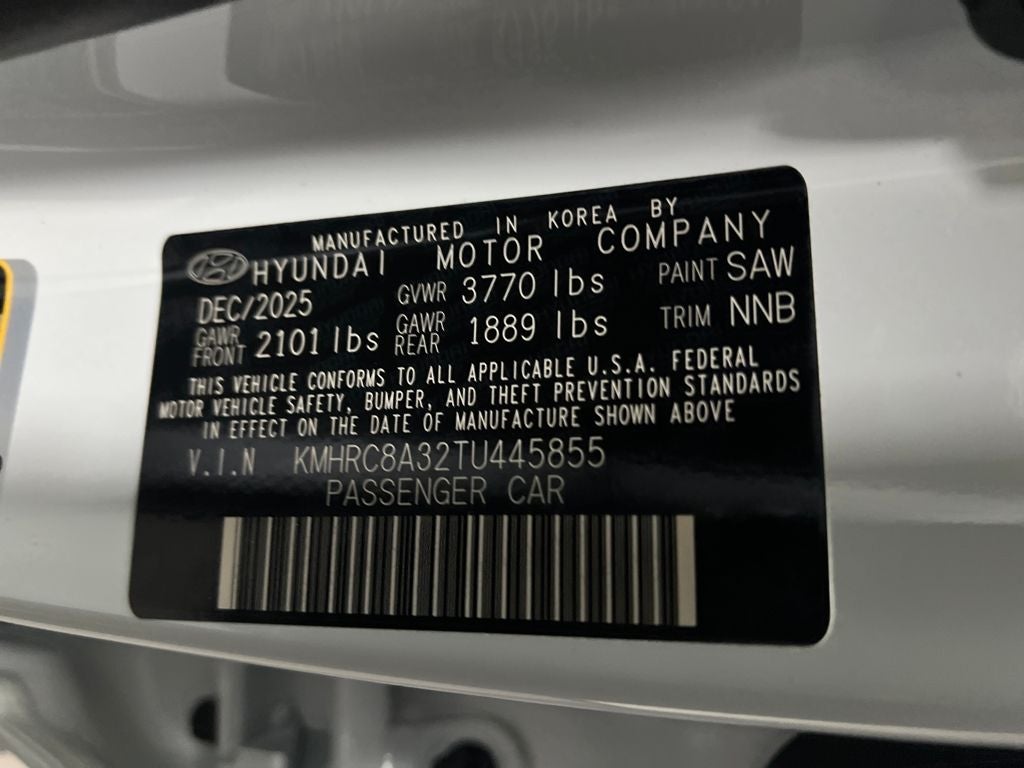 MANUFACTURED IN KOREA BY
HYUNDAI MOTOR COMPANY
DEC/2025 GVWR 3770 lbs PAINT SAW
GAWR FRONT 2101 lbs GAWR REAR 1889 lbs TRIM NNB
THIS VEHICLE CONFORMS TO ALL APPLICABLE U.S.A. FEDERAL
MOTOR VEHICLE SAFETY, BUMPER, AND THEFT PREVENTION STANDARDS
IN EFFECT ON THE DATE OF MANUFACTURE SHOWN ABOVE
V.I.N KMHRC8A32TU445855
PASSENGER CAR